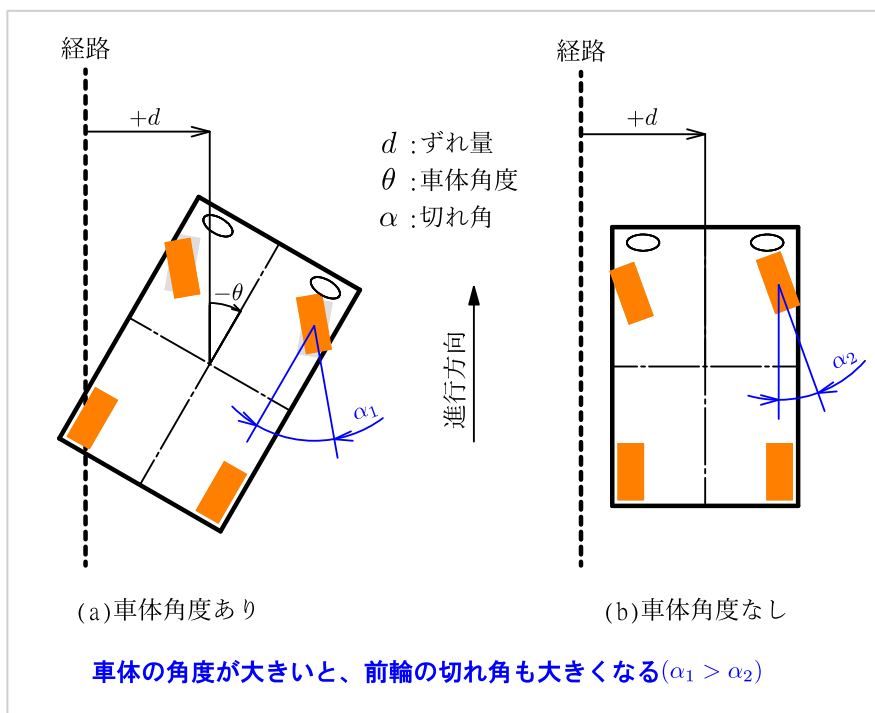 経路
経路
+d
+d
d :ずれ量
θ :車体角度
α :切れ角
−θ
進行方向
α₁
α₂
(a)車体角度あり
(b)車体角度なし
車体の角度が大きいと、前輪の切れ角も大きくなる(α₁ > α₂)